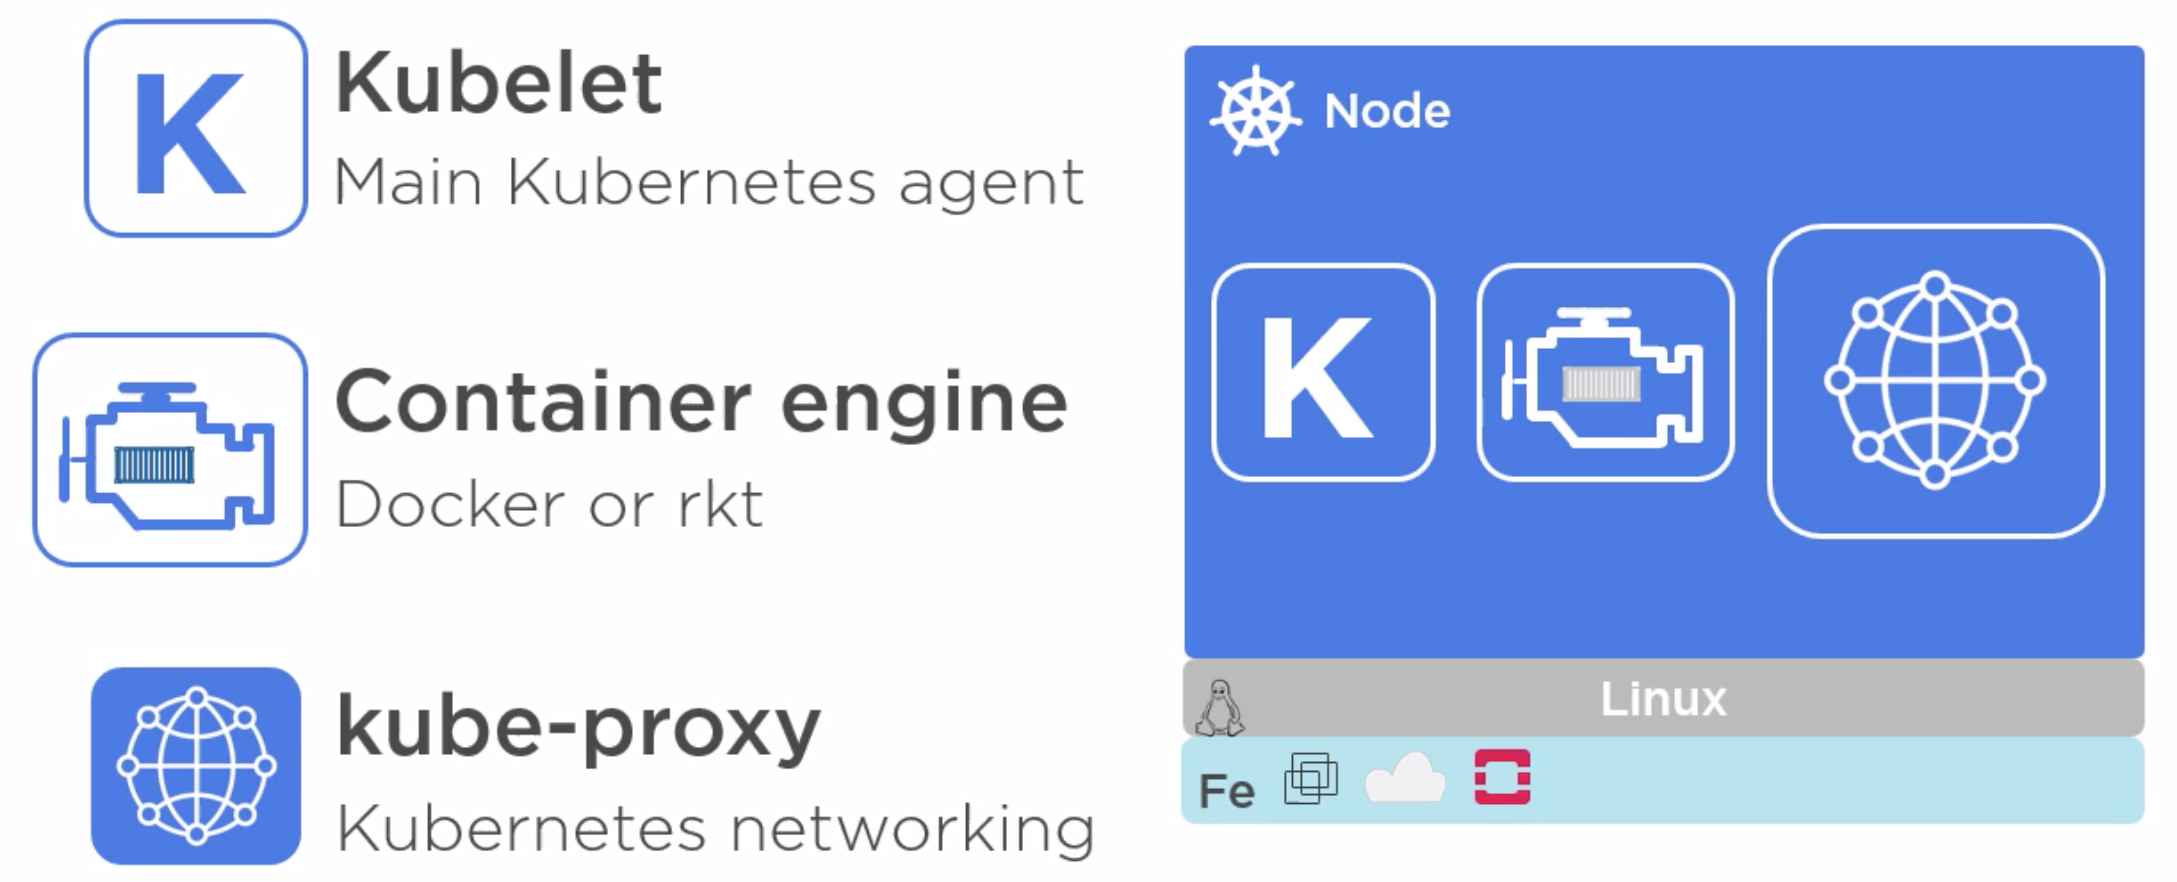 K
Kubelet
Main Kubernetes agent
Container engine
Docker or rkt
kube-proxy
Kubernetes networking
Node
K
Linux
Fe